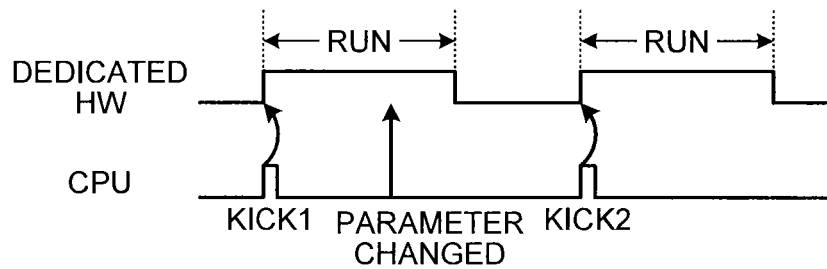 RUN
RUN
DEDICATED
HW
CPU
KICK1
PARAMETER
CHANGED
KICK2